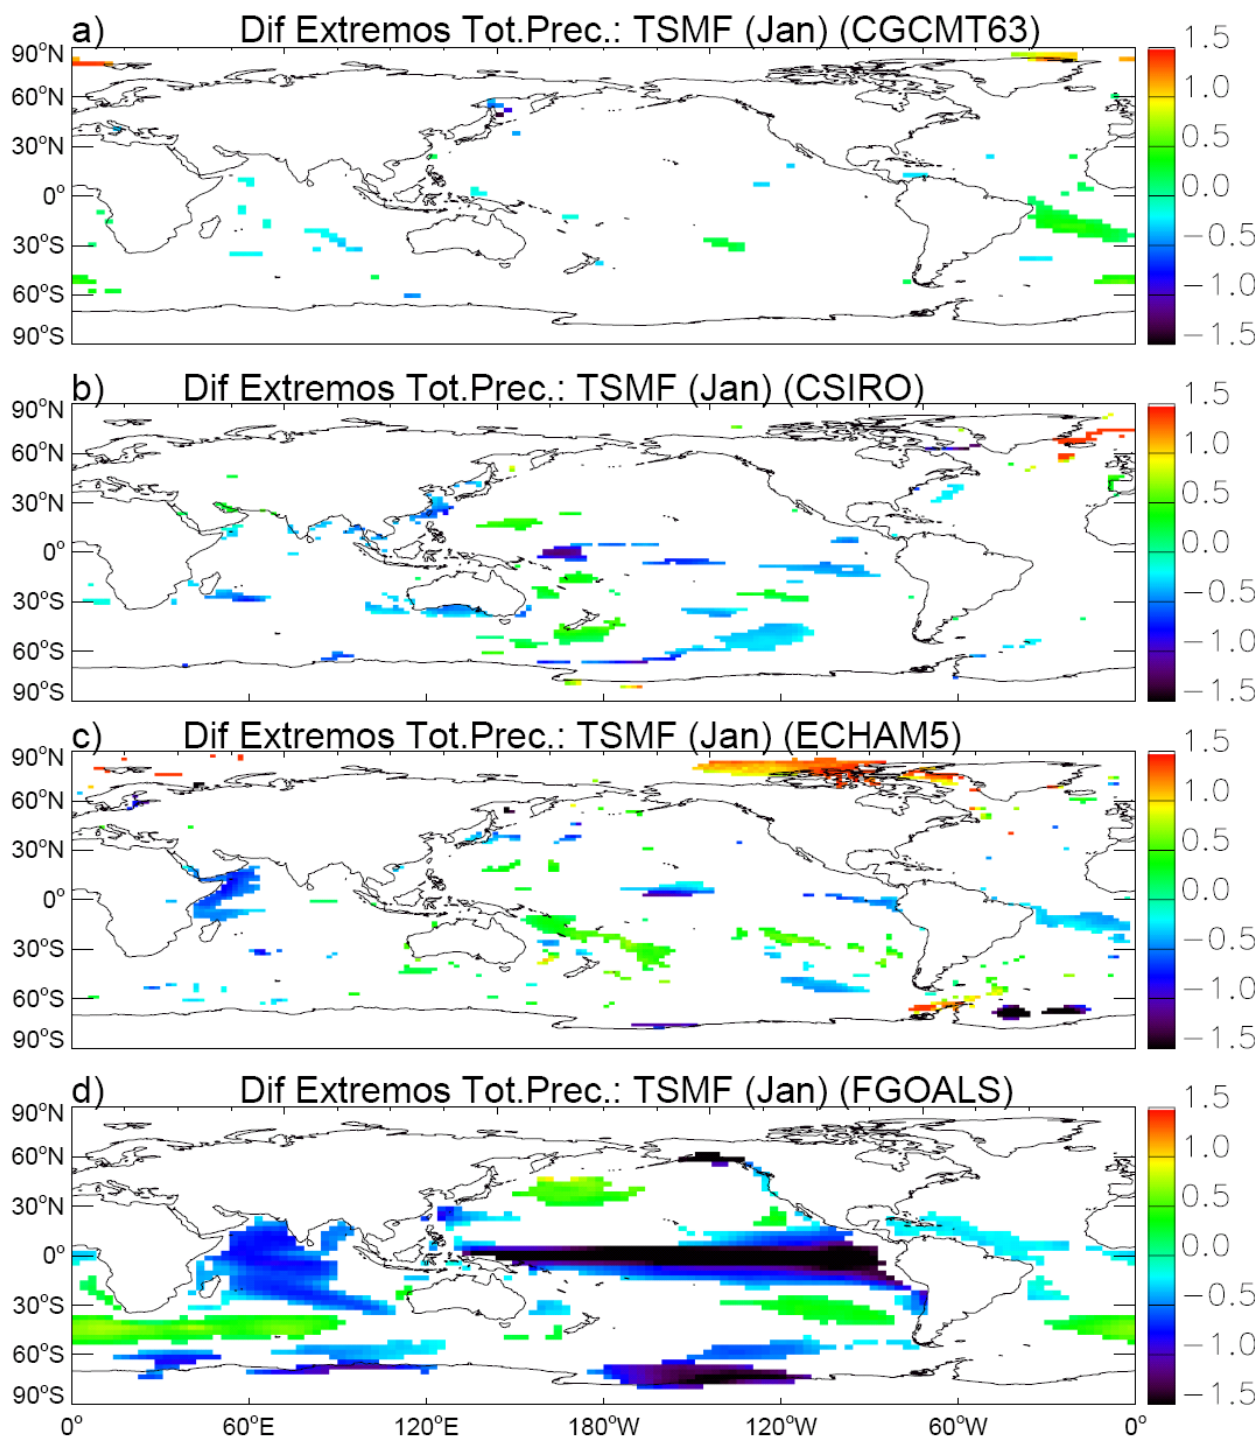 a) Dif Extremos Tot.Prec.: TSMF (Jan) (CGCMT63)
90°N
60°N
30°N
0°
30°S
60°S
90°S
1.5
1.0
0.5
0.0
−0.5
−1.0
−1.5
b) Dif Extremos Tot.Prec.: TSMF (Jan) (CSIRO)
90°N
60°N
30°N
0°
30°S
60°S
90°S
1.5
1.0
0.5
0.0
−0.5
−1.0
−1.5
c) Dif Extremos Tot.Prec.: TSMF (Jan) (ECHAM5)
90°N
60°N
30°N
0°
30°S
60°S
90°S
1.5
1.0
0.5
0.0
−0.5
−1.0
−1.5
d) Dif Extremos Tot.Prec.: TSMF (Jan) (FGOALS)
90°N
60°N
30°N
0°
30°S
60°S
90°S
1.5
1.0
0.5
0.0
−0.5
−1.0
−1.5
0° 60°E 120°E 180°W 120°W 60°W 0°